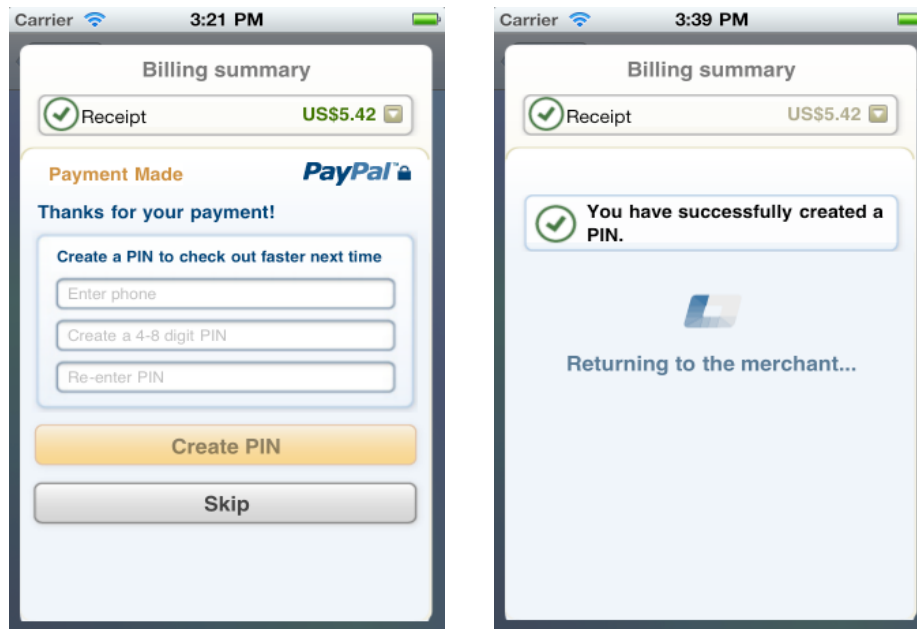 Carrier 3:21 PM
Billing summary
Receipt US$5.42
Payment Made PayPal™
Thanks for your payment!
Create a PIN to check out faster next time
Enter phone
Create a 4-8 digit PIN
Re-enter PIN
Create PIN
Skip
Carrier 3:39 PM
Billing summary
Receipt US$5.42
You have successfully created a
PIN.
Returning to the merchant...